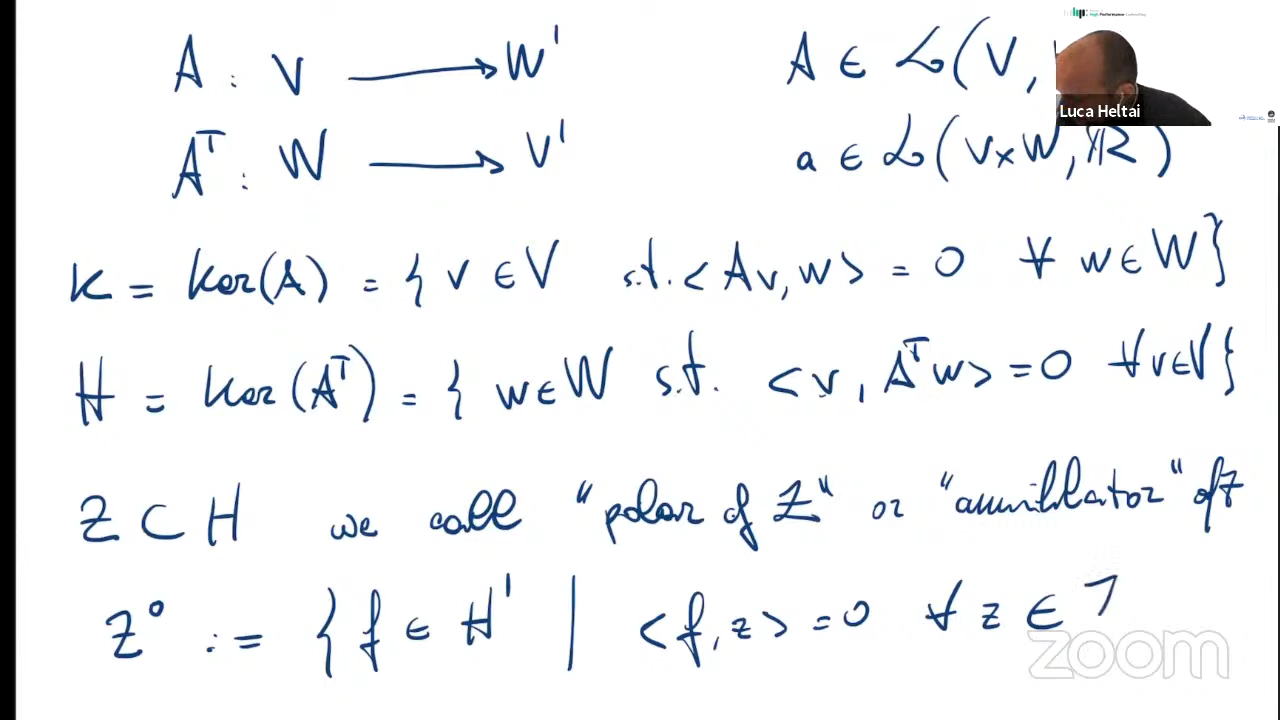 A : V ⟶ W' A ∈ L(V,
Luca Heltai
Aᵀ : W ⟶ V' a ∈ L(V×W, ℝ)
K = Ker(A) = { v ∈ V s.t. < Av, w > = 0 ∀ w ∈ W }
H = Ker(Aᵀ) = { w ∈ W s.t. < v, Aᵀw > = 0 ∀ v ∈ V }
Z ⊂ H we call "polar of Z" or "annihilator" of Z
Z° := { f ∈ H' | < f, z > = 0 ∀ z ∈
zoom